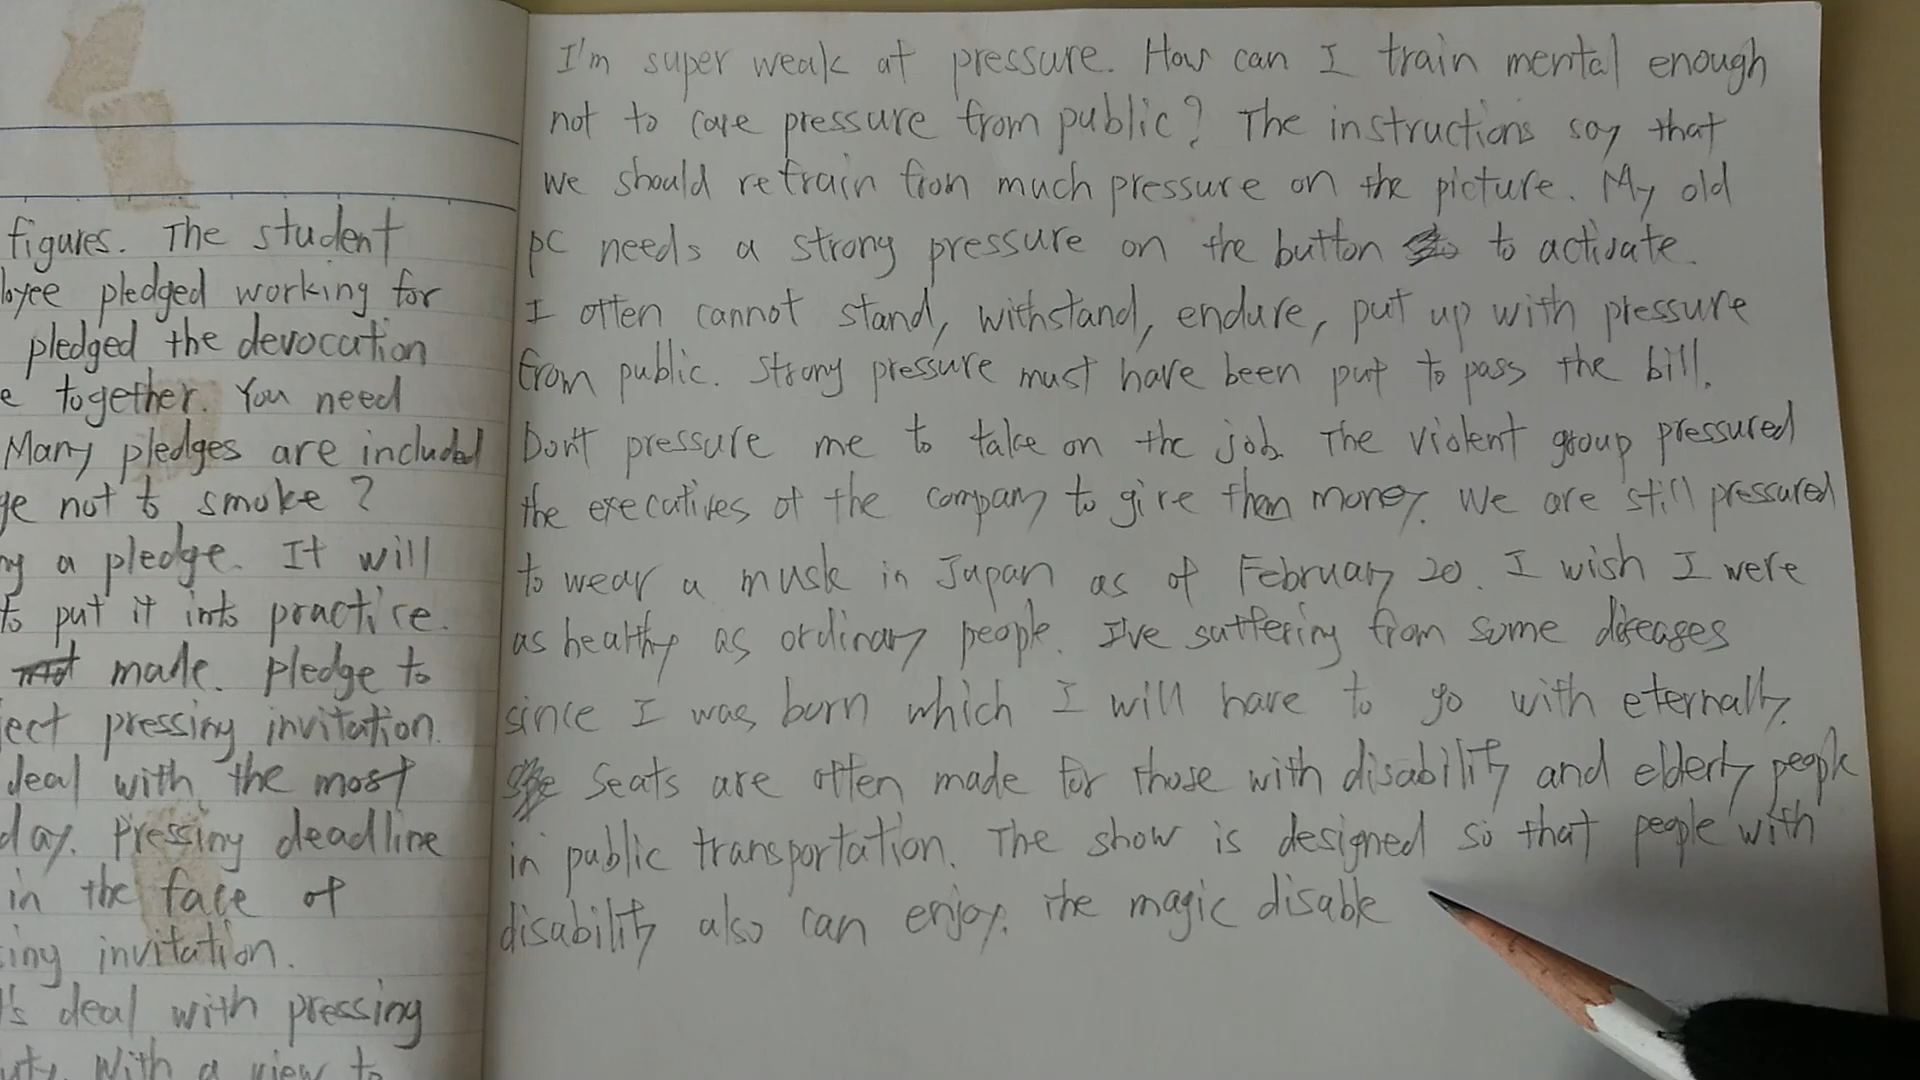 figures. The student
loyee pledged working for
pledged the devocation
e together. You need
Many pledges are included
ge not to smoke?
ny a pledge. It will
to put it into practice.
made. Pledge to
ject pressing invitation.
deal with the most
day. Pressing deadline
in the face of
ing invitation.
's deal with pressing
With a view to
I'm super weak at pressure. How can I train mental enough
not to care pressure from public? The instructions say that
we should refrain from much pressure on the picture. My old
pc needs a strong pressure on the button to activate.
I often cannot stand, withstand, endure, put up with pressure
from public. Strong pressure must have been put to pass the bill.
Don't pressure me to take on the job. The violent group pressured
the executives of the company to give them money. We are still pressured
to wear a musk in Japan as of February 20. I wish I were
as healthy as ordinary people. I've suffering from some diseases
since I was born which I will have to go with eternally.
Seats are often made for those with disability and elderly people
in public transportation. The show is designed so that people with
disability also can enjoy. The magic disable